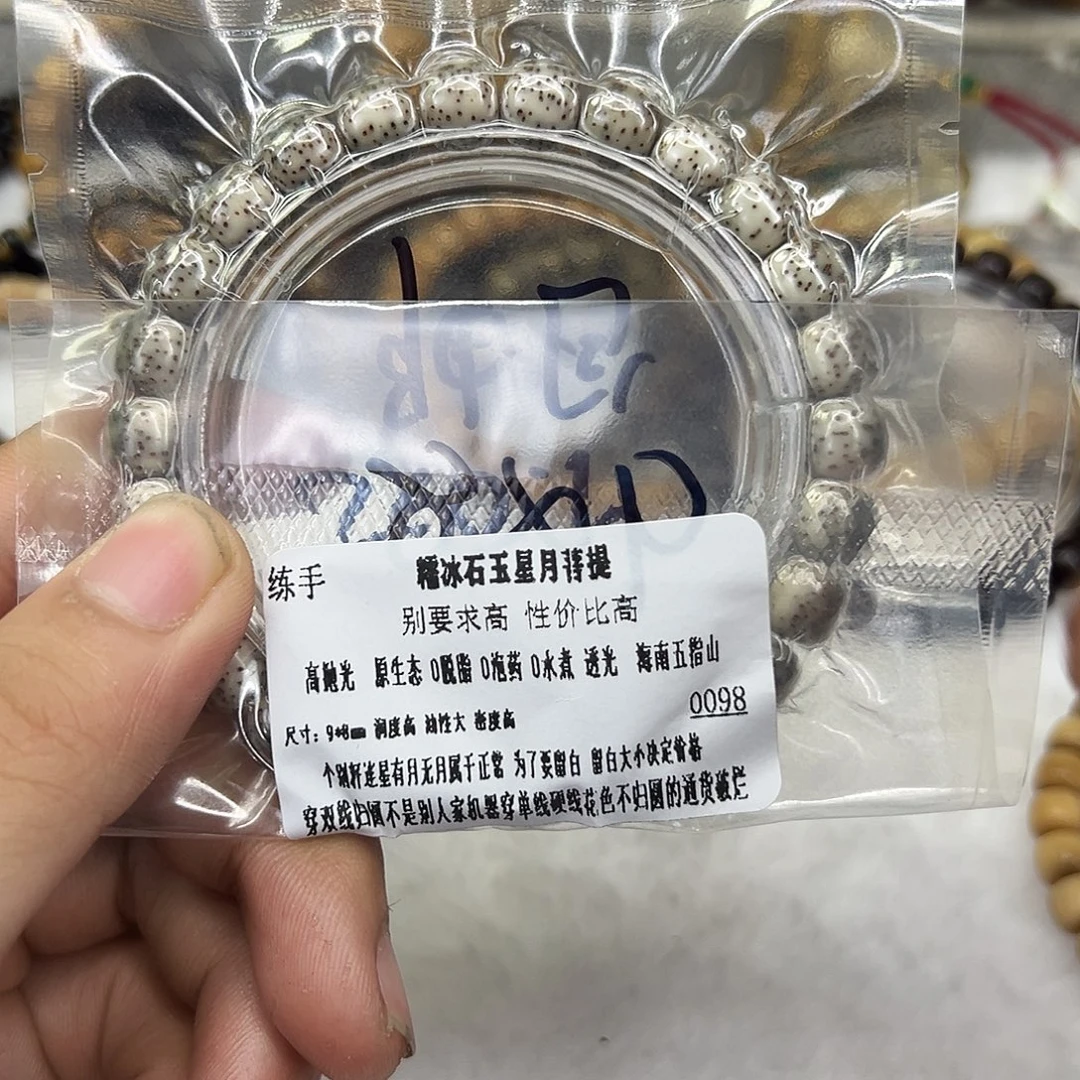 练手 糯冰石玉星月菩提
别要求高 性价比高
高抛光 原生态 0脱脂 0泡药 0水煮 透光 海南五指山
0098
尺寸：9*8mm 润度高 油性大 密度高
个别纤连星有月无月属于正常 为了要留白 留白大小决定价格
穿双线归圆不是别人家机器穿单线硬线花色不归圆的通货破烂